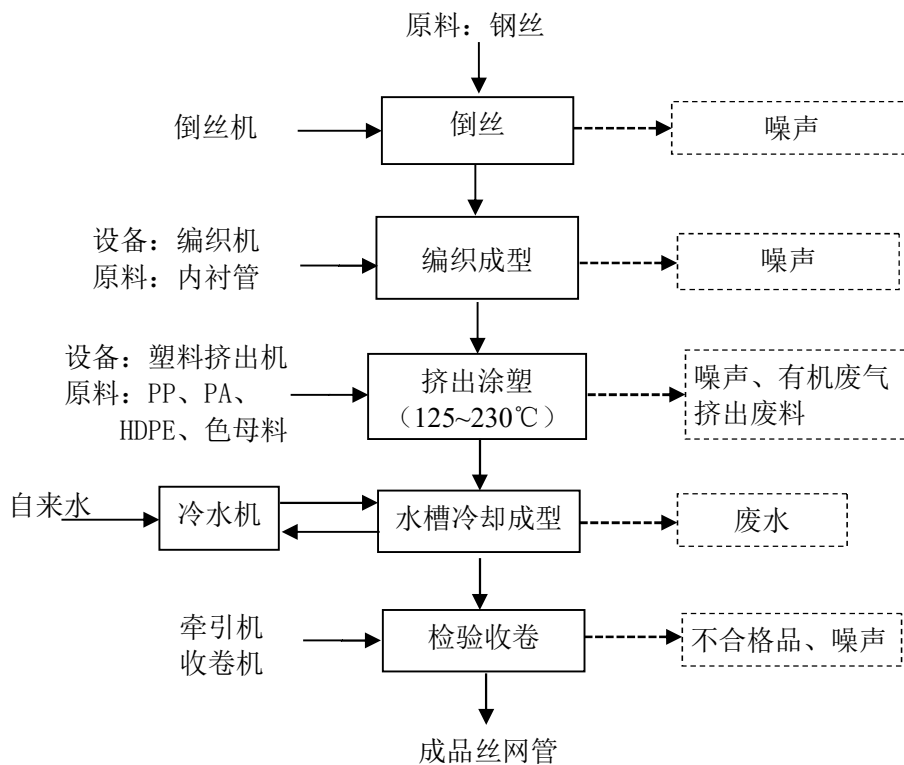 原料：钢丝
倒丝机
倒丝
噪声
设备：编织机
原料：内衬管
编织成型
噪声
设备：塑料挤出机
原料：PP、PA、
HDPE、色母料
挤出涂塑
（125~230℃）
噪声、有机废气
挤出废料
自来水
冷水机
水槽冷却成型
废水
牵引机
收卷机
检验收卷
不合格品、噪声
成品丝网管